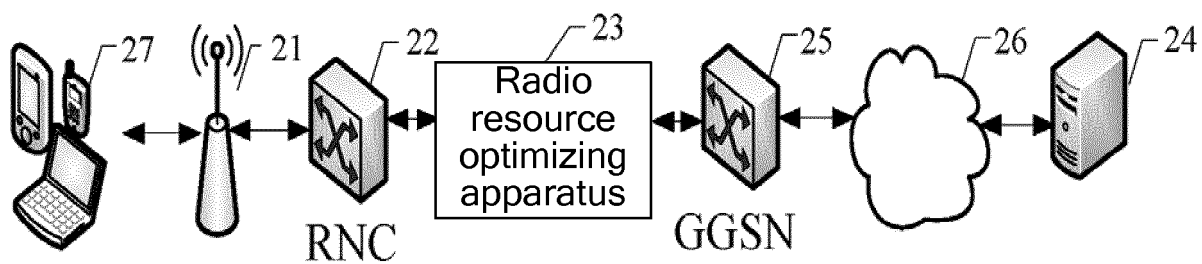 27
21
22
23
25
26
24
Radio
resource
optimizing
apparatus
RNC
GGSN